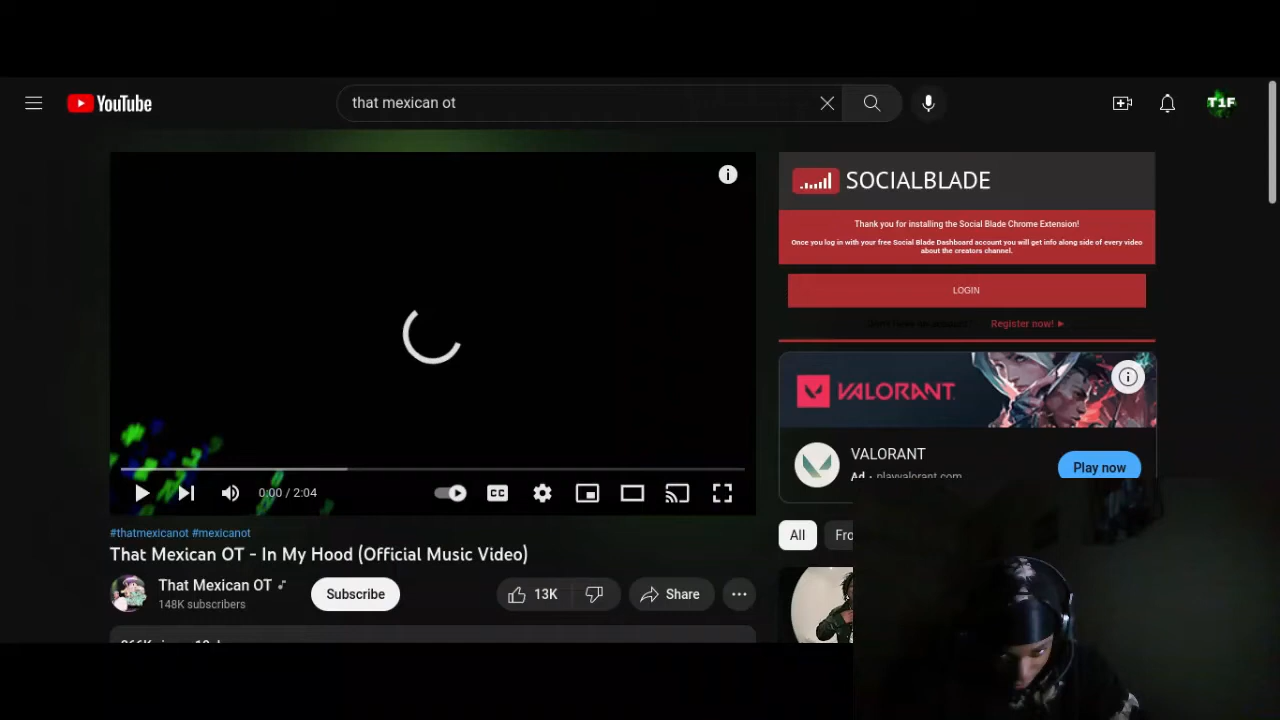 YouTube
that mexican ot
T1F
SOCIALBLADE
Thank you for installing the Social Blade Chrome Extension!
Once you log in with your free Social Blade Dashboard account you will get info along side of every video
about the creators channel.
LOGIN
Register now! ►
VALORANT
VALORANT
Ad · playvalorant.com
Play now
CC
0:00 / 2:04
#thatmexicanot #mexicanot
That Mexican OT - In My Hood (Official Music Video)
That Mexican OT
148K subscribers
Subscribe
13K
Share
All
Fro